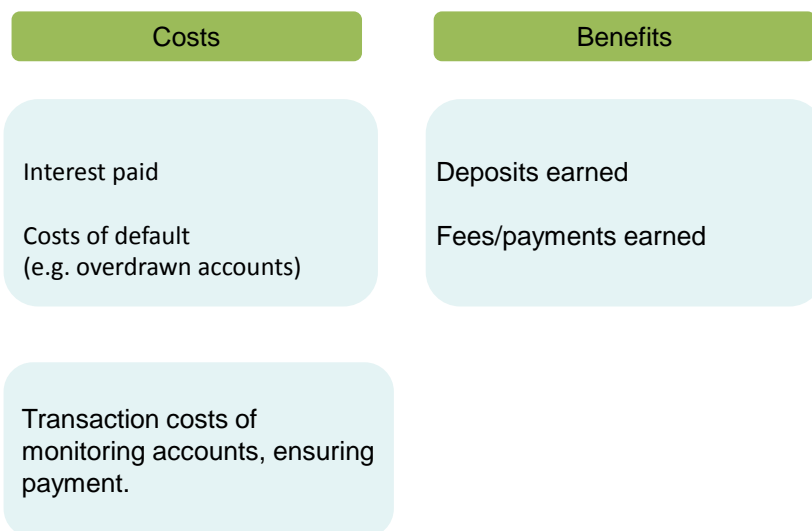 Costs
Benefits
Interest paid
Costs of default
(e.g. overdrawn accounts)
Deposits earned
Fees/payments earned
Transaction costs of
monitoring accounts, ensuring
payment.